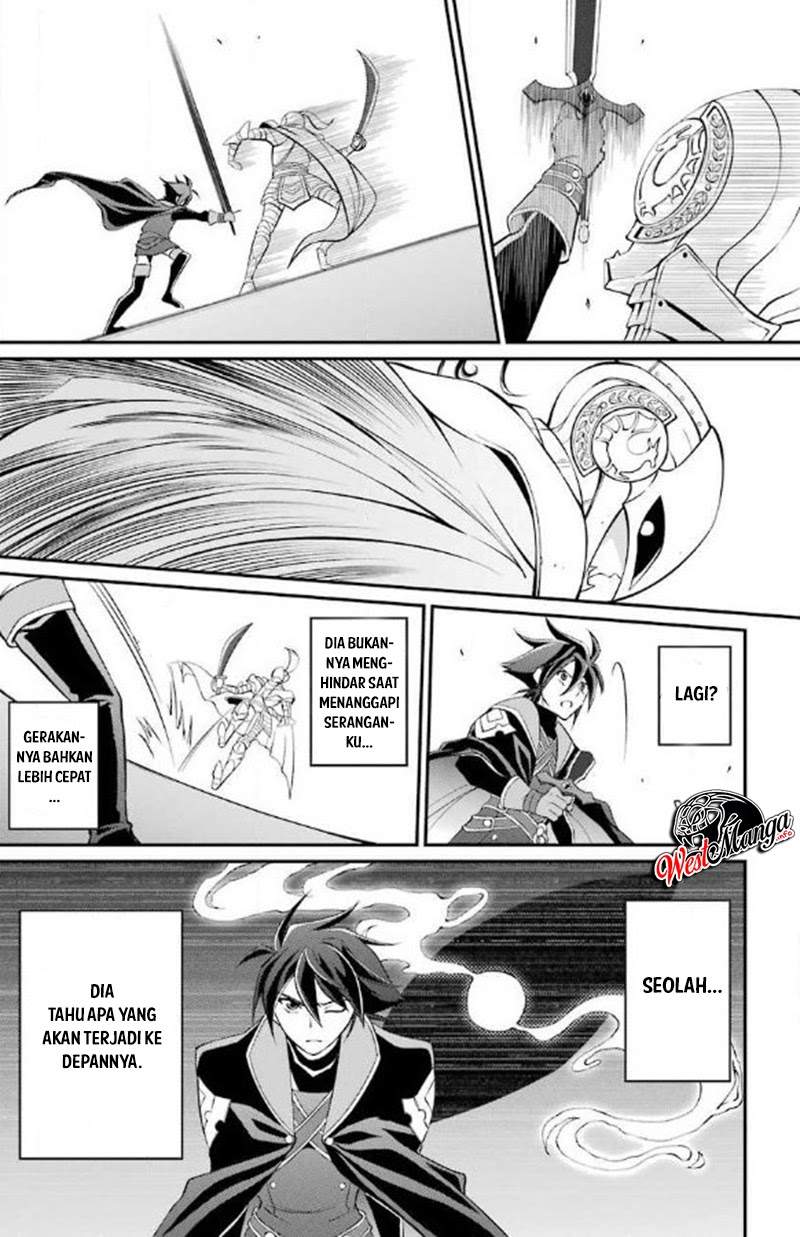 LAGI?
DIA BUKAN-
NYA MENG-
HINDAR SAAT
MENANGGAPI
SERANGAN-
KU...
GERAKAN-
NYA BAHKAN
LEBIH CEPAT
...
WestManga
.info
SEOLAH...
DIA
TAHU APA YANG
AKAN TERJADI KE
DEPANNYA.